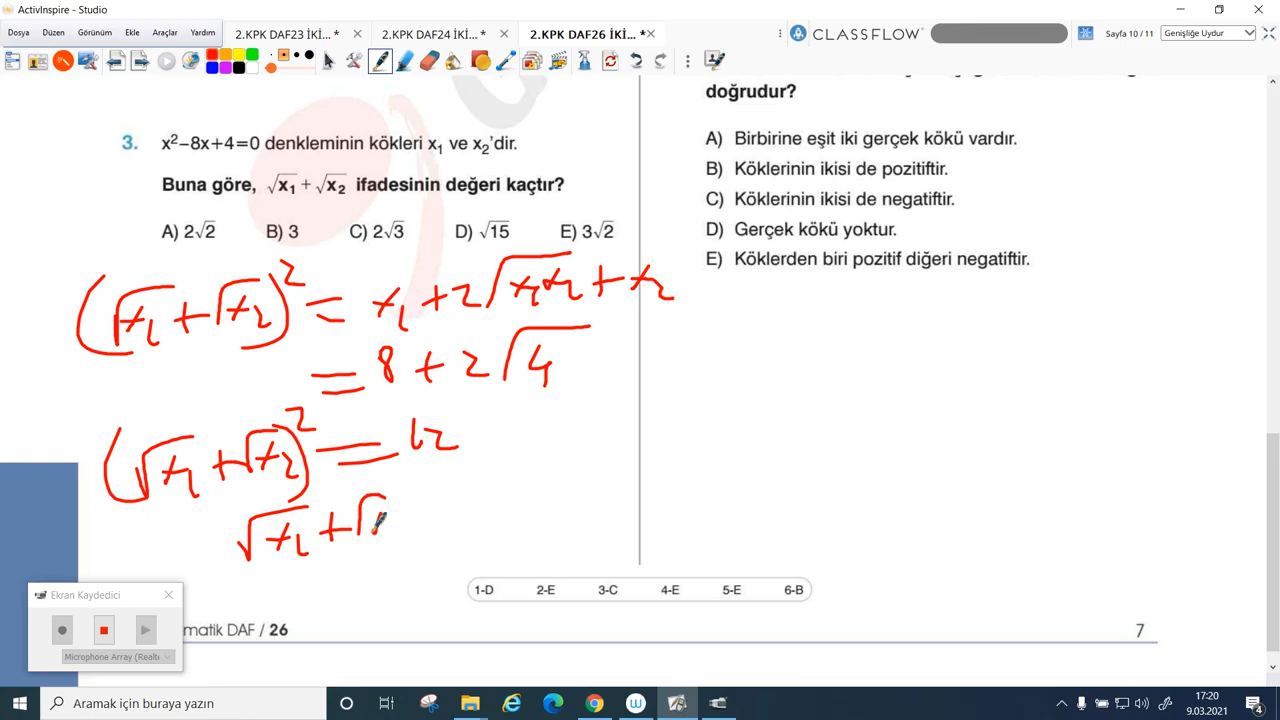 ActivInspire - Studio
Dosya Düzen Görünüm Ekle Araçlar Yardım
2.KPK DAF23 İKİ... *
2.KPK DAF24 İKİ... *
2.KPK DAF26 İKİ... *
CLASSFLOW
Sayfa 10 / 11
Genişliğe Uydur
3. x²−8x+4=0 denkleminin kökleri x₁ ve x₂'dir.
Buna göre, √x₁ + √x₂ ifadesinin değeri kaçtır?
A) 2√2 B) 3 C) 2√3 D) √15 E) 3√2
(√x₁ + √x₂)² = x₁ + 2√x₁x₂ + x₂
= 8 + 2√4
(√x₁ + √x₂)² = 12
√x₁ + √
doğrudur?
A) Birbirine eşit iki gerçek kökü vardır.
B) Köklerinin ikisi de pozitiftir.
C) Köklerinin ikisi de negatiftir.
D) Gerçek kökü yoktur.
E) Köklerden biri pozitif diğeri negatiftir.
1-D 2-E 3-C 4-E 5-E 6-B
matik DAF / 26
7
Ekran Kaydedici
Microphone Array (Realte
Aramak için buraya yazın
17:20
9.03.2021
4